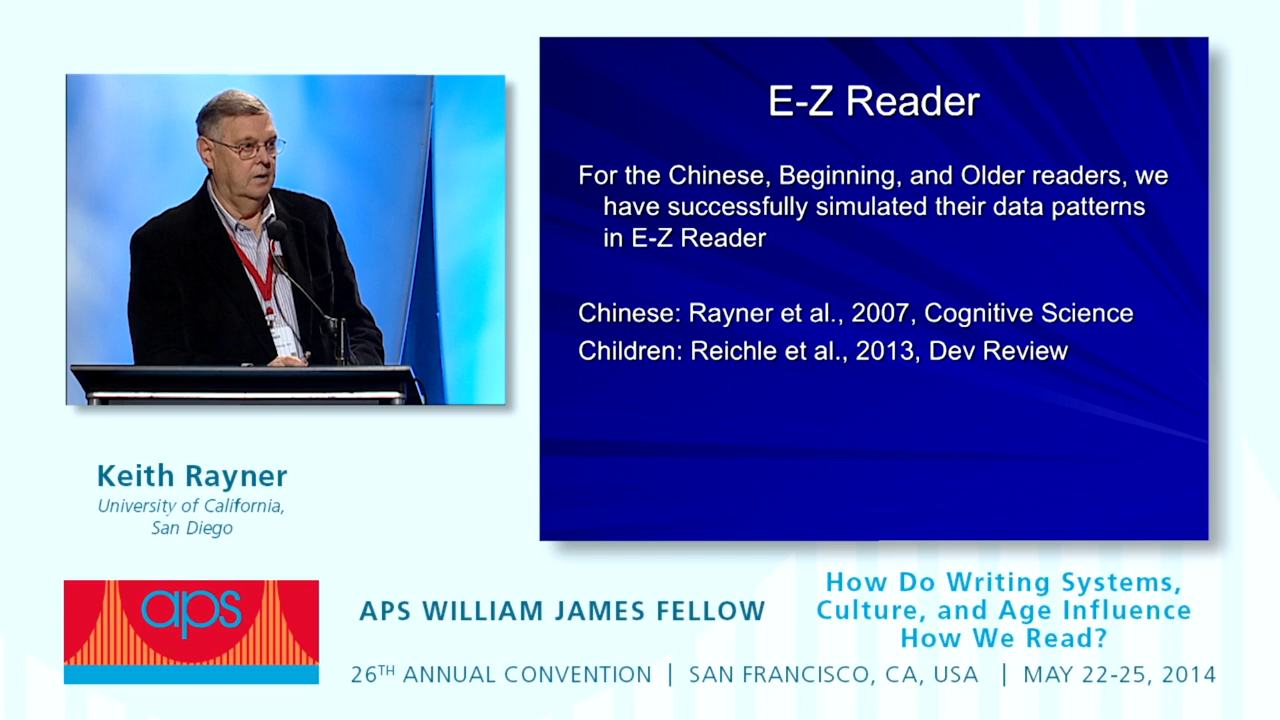 E-Z Reader
For the Chinese, Beginning, and Older readers, we
have successfully simulated their data patterns
in E-Z Reader
Chinese: Rayner et al., 2007, Cognitive Science
Children: Reichle et al., 2013, Dev Review
Keith Rayner
University of California,
San Diego
aps
APS WILLIAM JAMES FELLOW
How Do Writing Systems,
Culture, and Age Influence
How We Read?
26TH ANNUAL CONVENTION | SAN FRANCISCO, CA, USA | MAY 22-25, 2014